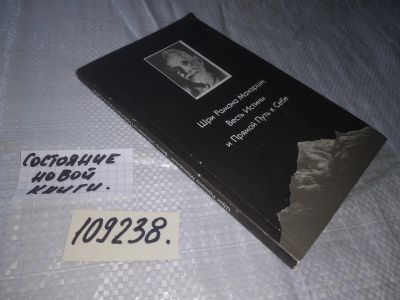 Шри Рамана Махарши:
Весть Истины
и Прямой Путь к Себе
СОСТОЯНИЕ
НОВОЙ
КНИГИ.
109238.